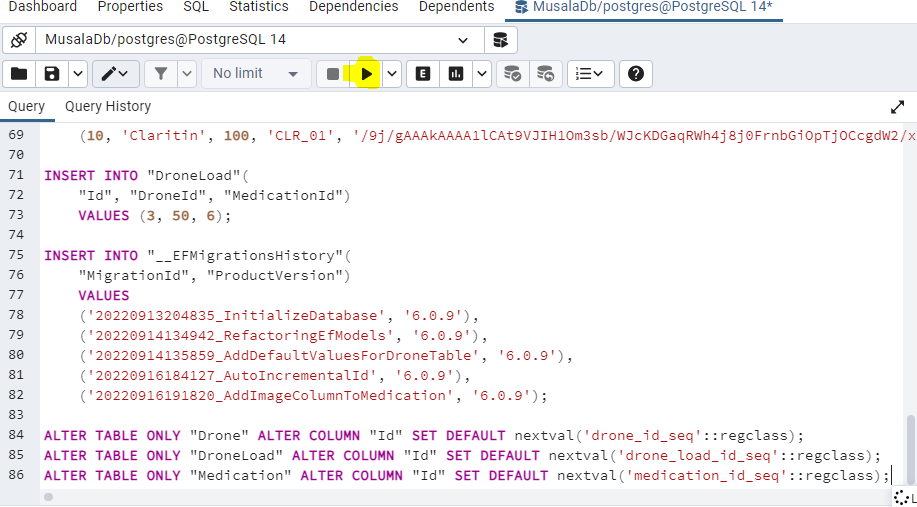 Dashboard Properties SQL Statistics Dependencies Dependents MusalaDb/postgres@PostgreSQL 14*
MusalaDb/postgres@PostgreSQL 14
No limit E
Query Query History
69 (10, 'Claritin', 100, 'CLR_01', '/9j/gAAAkAAAA1lCAt9VJIH1Om3sb/WJcKDGaqRWh4j8j0FrnbGiOpTjOCcgdW2/x
70
71 INSERT INTO "DroneLoad"(
72 "Id", "DroneId", "MedicationId")
73 VALUES (3, 50, 6);
74
75 INSERT INTO "__EFMigrationsHistory"(
76 "MigrationId", "ProductVersion")
77 VALUES
78 ('20220913204835_InitializeDatabase', '6.0.9'),
79 ('20220914134942_RefactoringEfModels', '6.0.9'),
80 ('20220914135859_AddDefaultValuesForDroneTable', '6.0.9'),
81 ('20220916184127_AutoIncrementalId', '6.0.9'),
82 ('20220916191820_AddImageColumnToMedication', '6.0.9');
83
84 ALTER TABLE ONLY "Drone" ALTER COLUMN "Id" SET DEFAULT nextval('drone_id_seq'::regclass);
85 ALTER TABLE ONLY "DroneLoad" ALTER COLUMN "Id" SET DEFAULT nextval('drone_load_id_seq'::regclass);
86 ALTER TABLE ONLY "Medication" ALTER COLUMN "Id" SET DEFAULT nextval('medication_id_seq'::regclass);